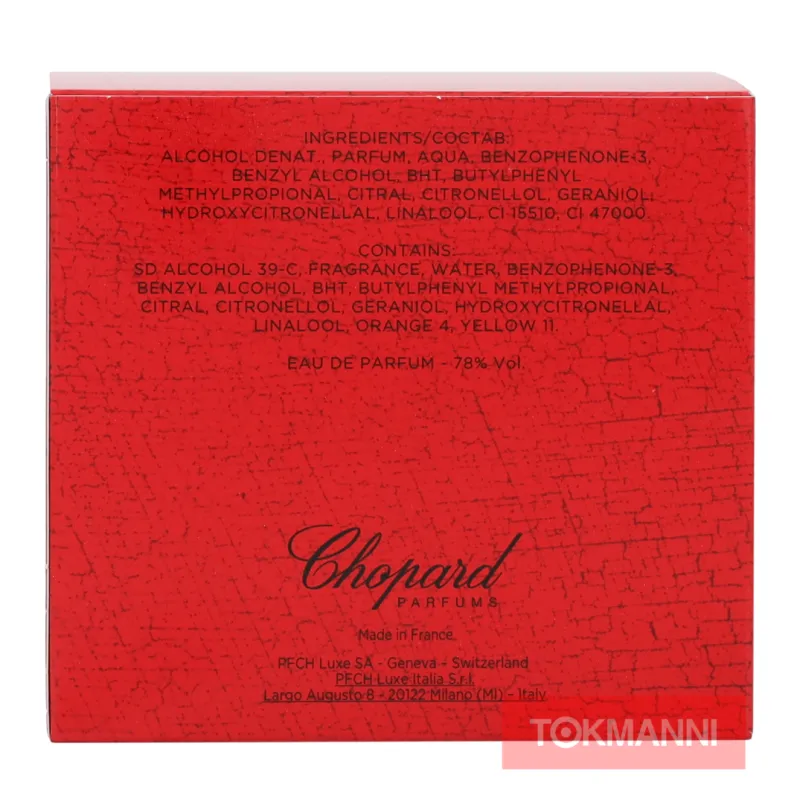 INGREDIENTS/COCTAB:
ALCOHOL DENAT., PARFUM, AQUA, BENZOPHENONE-3,
BENZYL ALCOHOL, BHT, BUTYLPHENYL
METHYLPROPIONAL, CITRAL, CITRONELLOL, GERANIOL,
HYDROXYCITRONELLAL, LINALOOL, CI 15510, CI 47000.
CONTAINS:
SD ALCOHOL 39-C, FRAGRANCE, WATER, BENZOPHENONE-3,
BENZYL ALCOHOL, BHT, BUTYLPHENYL METHYLPROPIONAL,
CITRAL, CITRONELLOL, GERANIOL, HYDROXYCITRONELLAL,
LINALOOL, ORANGE 4, YELLOW 11.
EAU DE PARFUM - 78% Vol.
Chopard
PARFUMS
Made in France
PFCH Luxe SA - Geneva - Switzerland
PFCH Luxe Italia S.r.l.
Largo Augusto 8 - 20122 Milano (MI) - Italy
TOKMANNI